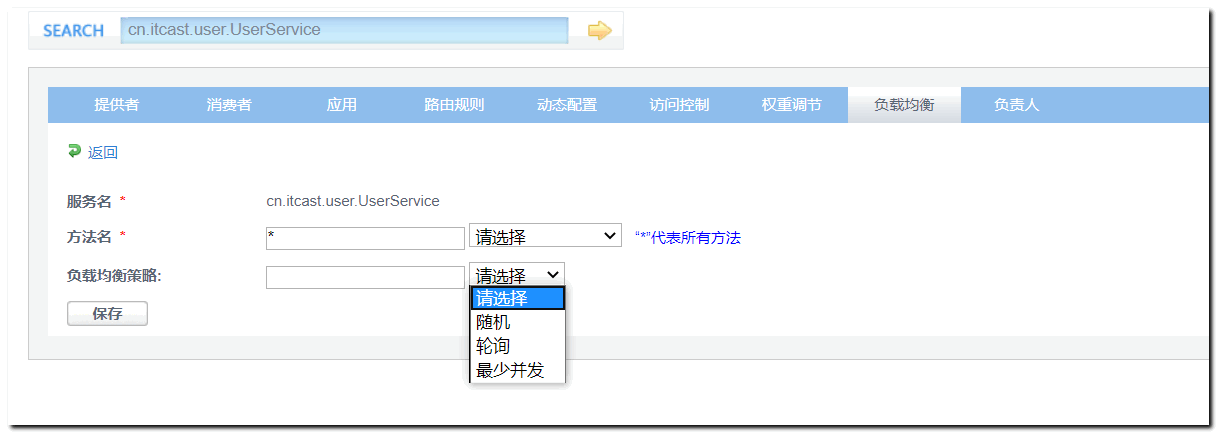 SEARCH cn.itcast.user.UserService
提供者 消费者 应用 路由规则 动态配置 访问控制 权重调节 负载均衡 负责人
返回
服务名 * cn.itcast.user.UserService
方法名 * * 请选择 “*”代表所有方法
负载均衡策略: 请选择
请选择
保存
随机
轮询
最少并发